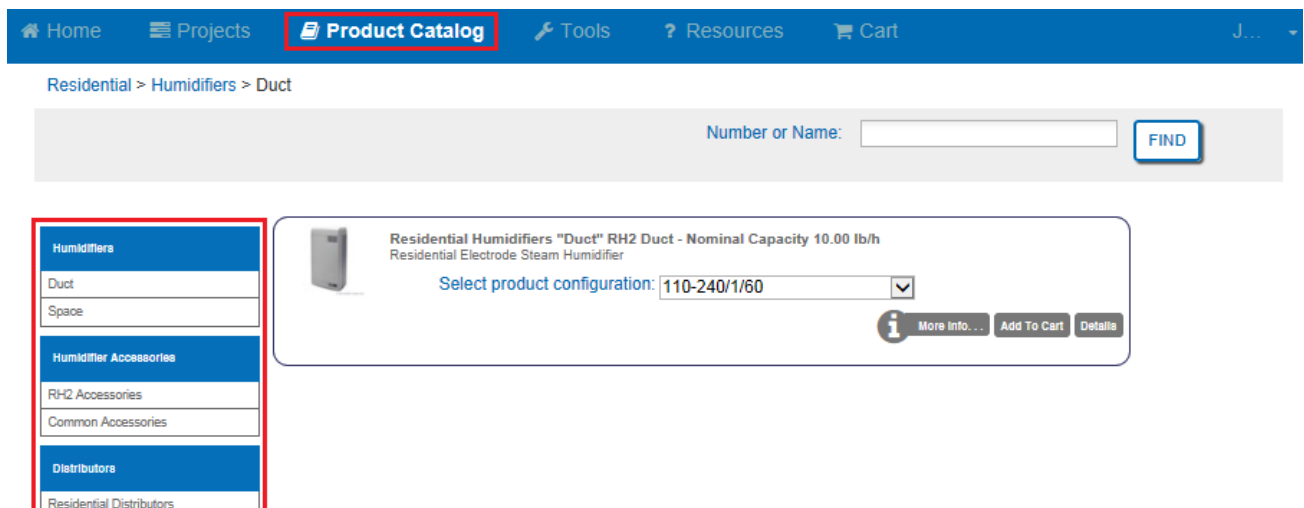 Home Projects Product Catalog Tools ? Resources Cart J...
Residential > Humidifiers > Duct
Number or Name: FIND
Humidifiers
Duct
Space
Humidifier Accessories
RH2 Accessories
Common Accessories
Distributors
Residential Distributors
Residential Humidifiers "Duct" RH2 Duct - Nominal Capacity 10.00 lb/h
Residential Electrode Steam Humidifier
Select product configuration: 110-240/1/60
More Info... Add To Cart Details